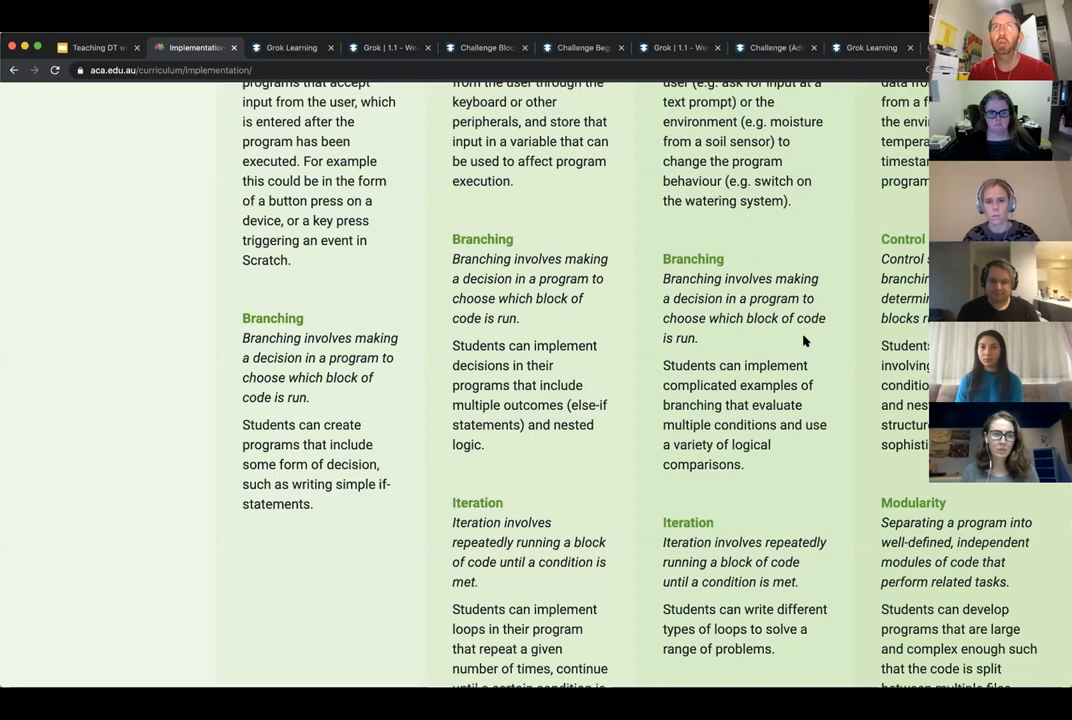 Teaching DT w
Implementation
Grok Learning
Grok | 1.1 - We
Challenge Bloc
Challenge Begi
Grok | 1.1 - We
Challenge (Adv
Grok Learning
aca.edu.au/curriculum/implementation/
programs that accept
input from the user, which
is entered after the
program has been
executed. For example
this could be in the form
of a button press on a
device, or a key press
triggering an event in
Scratch.
Branching
Branching involves making
a decision in a program to
choose which block of
code is run.
Students can create
programs that include
some form of decision,
such as writing simple if-
statements.
from the user through the
keyboard or other
peripherals, and store that
input in a variable that can
be used to affect program
execution.
Branching
Branching involves making
a decision in a program to
choose which block of
code is run.
Students can implement
decisions in their
programs that include
multiple outcomes (else-if
statements) and nested
logic.
Iteration
Iteration involves
repeatedly running a block
of code until a condition is
met.
Students can implement
loops in their program
that repeat a given
number of times, continue
until a certain condition is
user (e.g. ask for input at a
text prompt) or the
environment (e.g. moisture
from a soil sensor) to
change the program
behaviour (e.g. switch on
the watering system).
Branching
Branching involves making
a decision in a program to
choose which block of code
is run.
Students can implement
complicated examples of
branching that evaluate
multiple conditions and use
a variety of logical
comparisons.
Iteration
Iteration involves repeatedly
running a block of code
until a condition is met.
Students can write different
types of loops to solve a
range of problems.
data fro
from a f
the envi
tempera
timestar
program
Control
Control s
branchin
determin
blocks ru
Students
involving
conditio
and nes
structure
sophisti
Modularity
Separating a program into
well-defined, independent
modules of code that
perform related tasks.
Students can develop
programs that are large
and complex enough such
that the code is split
between multiple files